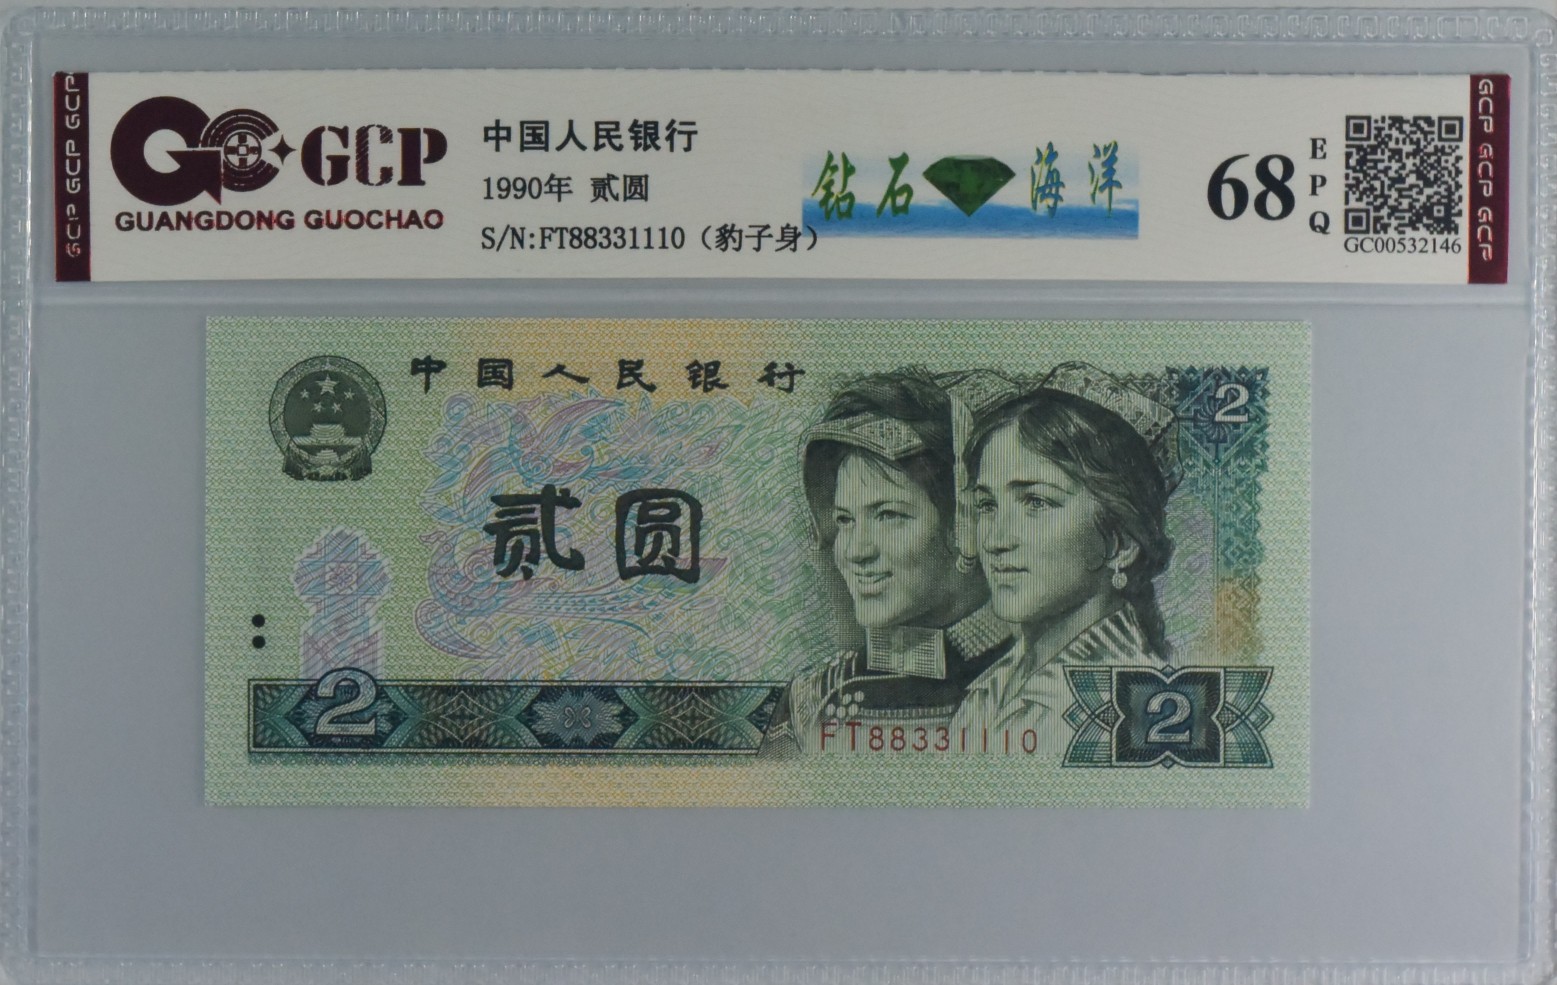 GCP GCP GCP
GCP
GUANGDONG GUOCHAO
中国人民银行
1990年 贰圆
S/N:FT88331110（豹子身）
钻石海洋
68
EPQ
GC00532146
GCP GCP GCP
中国人民银行
2
贰圆
2
FT88331110
2